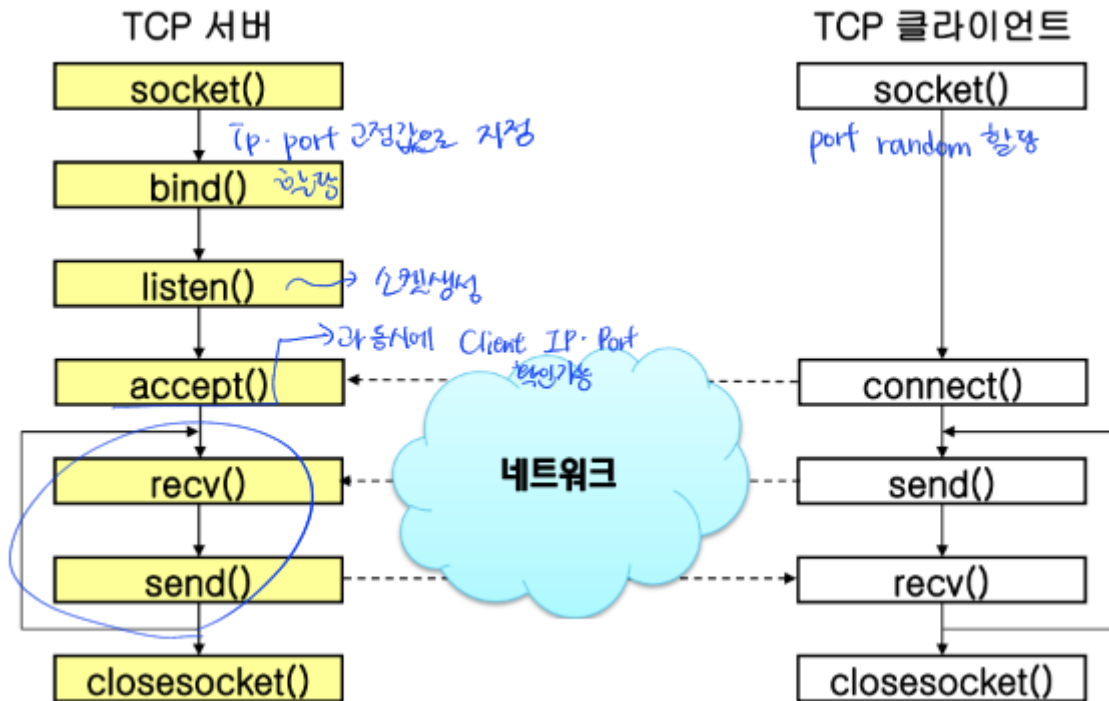 TCP 서버
TCP 클라이언트
socket()
socket()
Ip. port 고정값으로 지정
port random 할당
bind()
할당
listen()
→ 소켓생성
→과 동시에 Client IP. Port
확인가능
accept()
connect()
네트워크
recv()
send()
send()
recv()
closesocket()
closesocket()